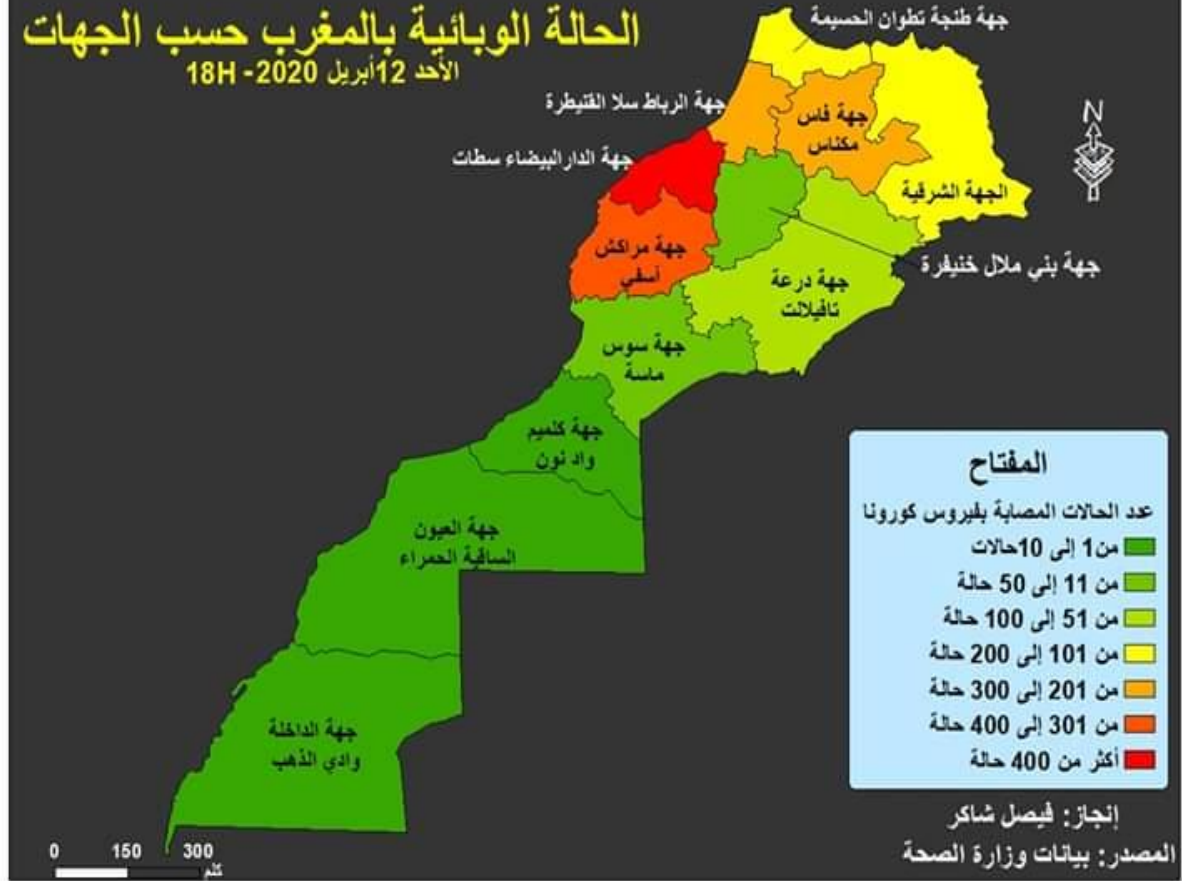 الحالة الوبائية بالمغرب حسب الجهات
الأحد 12أبريل 2020- 18H
جهة طنجة تطوان الحسيمة
جهة الرباط سلا القنيطرة
جهة فاس
مكناس
جهة الدارالبيضاء سطات
الجهة الشرقية
N
جهة مراكش
أسفي
جهة بني ملال خنيفرة
جهة درعة
تافيلالت
جهة سوس
ماسة
جهة كلميم
واد نون
جهة العيون
الساقية الحمراء
جهة الداخلة
وادي الذهب
المفتاح
عدد الحالات المصابة بفيروس كورونا
من1 إلى 10حالات
من 11 إلى 50 حالة
من 51 إلى 100 حالة
من 101 إلى 200 حالة
من 201 إلى 300 حالة
من 301 إلى 400 حالة
أكثر من 400 حالة
إنجاز: فيصل شاكر
المصدر: بيانات وزارة الصحة
0 150 300
كلم